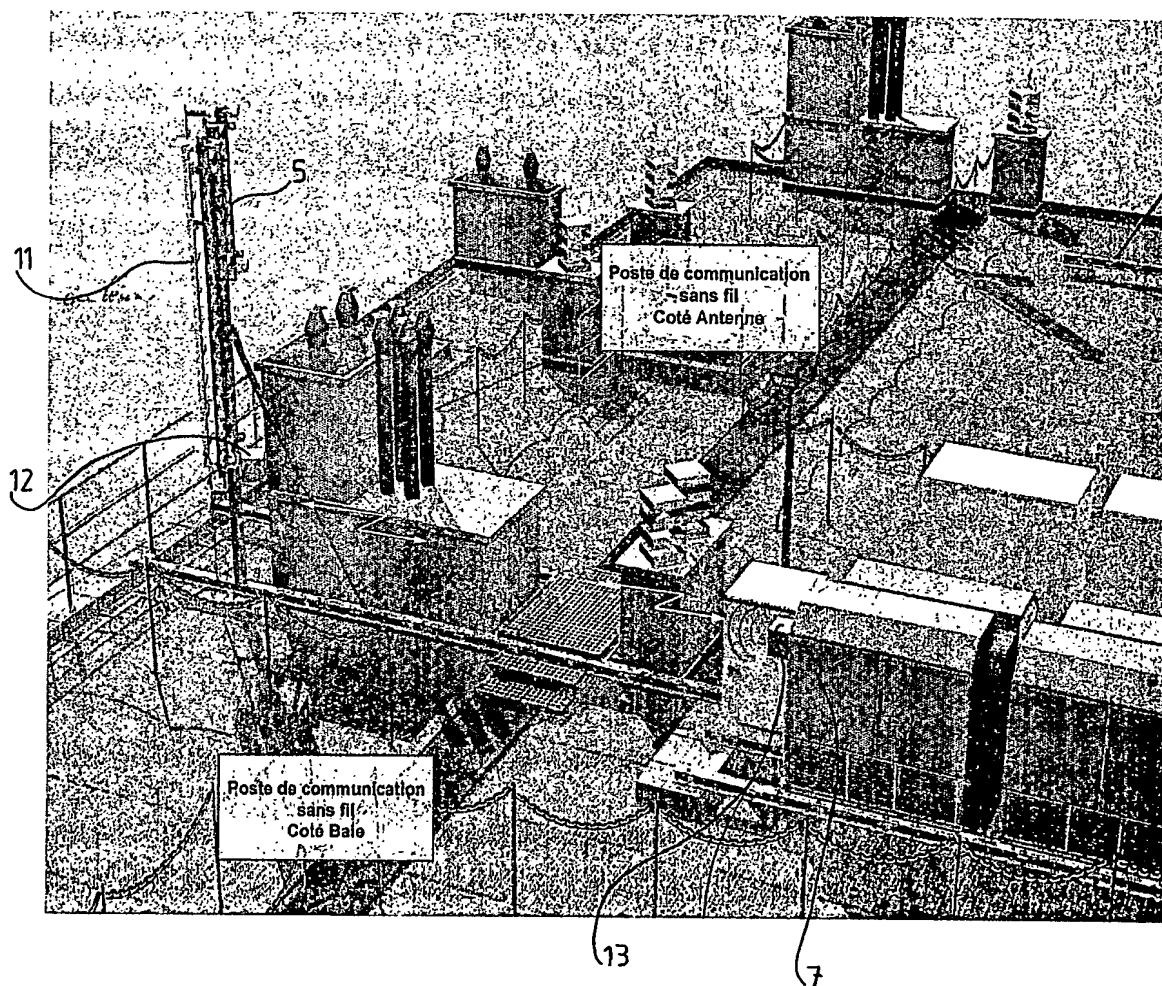 5
11
Poste de communication
sans fil
Coté Antenne
12
Poste de communication
sans fil
Coté Baie
13
7